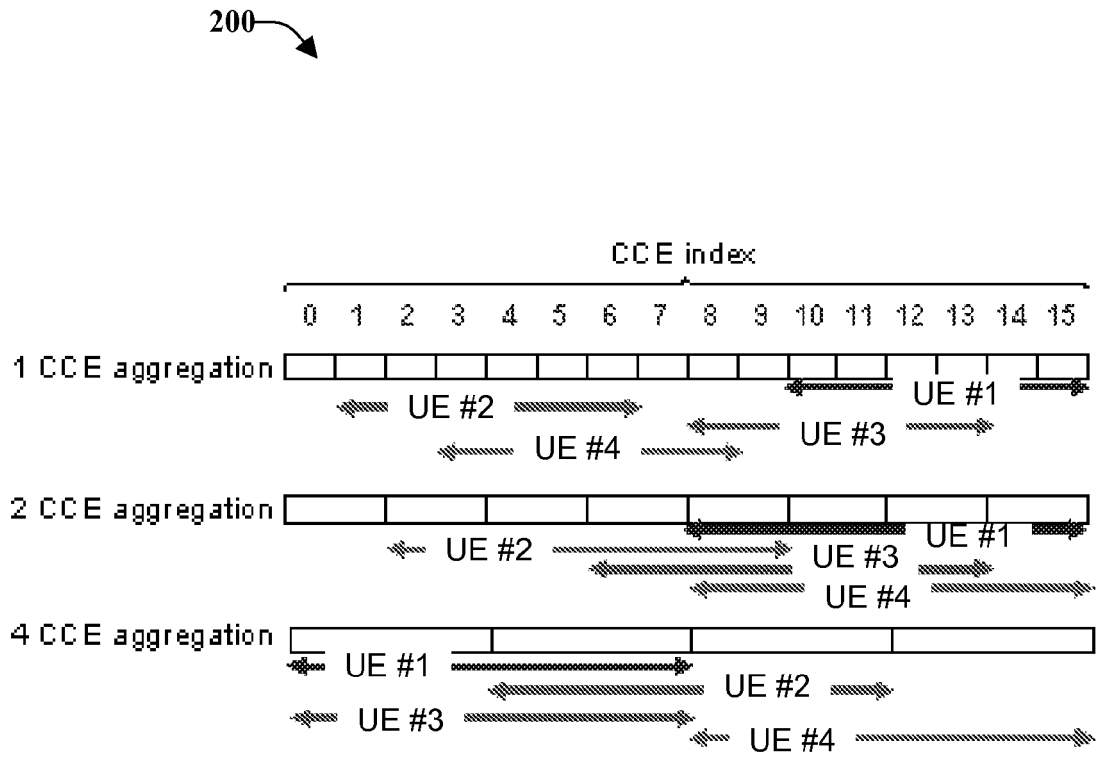 200
CCE index
0 1 2 3 4 5 6 7 8 9 10 11 12 13 14 15
1 CCE aggregation
UE #1
UE #2
UE #3
UE #4
2 CCE aggregation
UE #1
UE #2
UE #3
UE #4
4 CCE aggregation
UE #1
UE #2
UE #3
UE #4